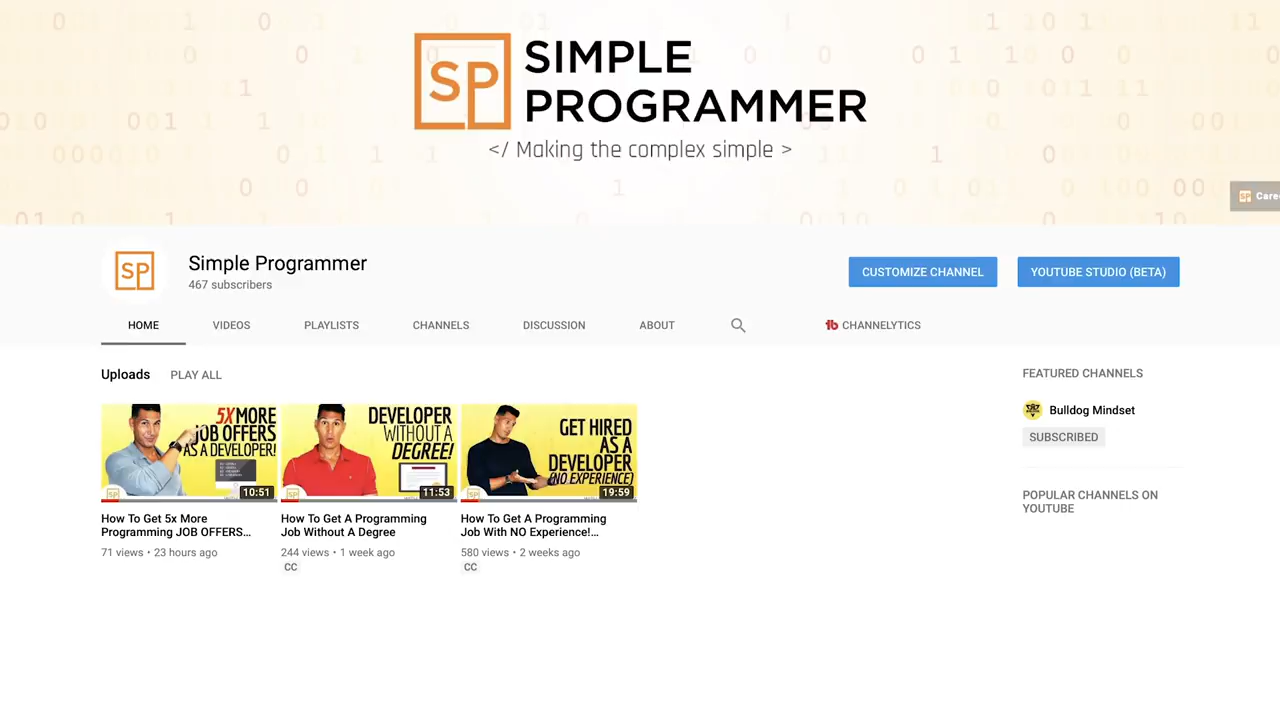 SP
SIMPLE
PROGRAMMER
</ Making the complex simple >
SP
SP
Simple Programmer
467 subscribers
CUSTOMIZE CHANNEL
YOUTUBE STUDIO (BETA)
HOME
VIDEOS
PLAYLISTS
CHANNELS
DISCUSSION
ABOUT
CHANNELYTICS
Uploads
PLAY ALL
5X MORE
JOB OFFERS
AS A DEVELOPER!
10:51
How To Get 5x More
Programming JOB OFFERS…
71 views • 23 hours ago
DEVELOPER
WITHOUT A
DEGREE!
11:53
How To Get A Programming
Job Without A Degree
244 views • 1 week ago
CC
GET HIRED
AS A
DEVELOPER
(NO EXPERIENCE)
19:59
How To Get A Programming
Job With NO Experience!…
580 views • 2 weeks ago
CC
FEATURED CHANNELS
Bulldog Mindset
SUBSCRIBED
POPULAR CHANNELS ON
YOUTUBE